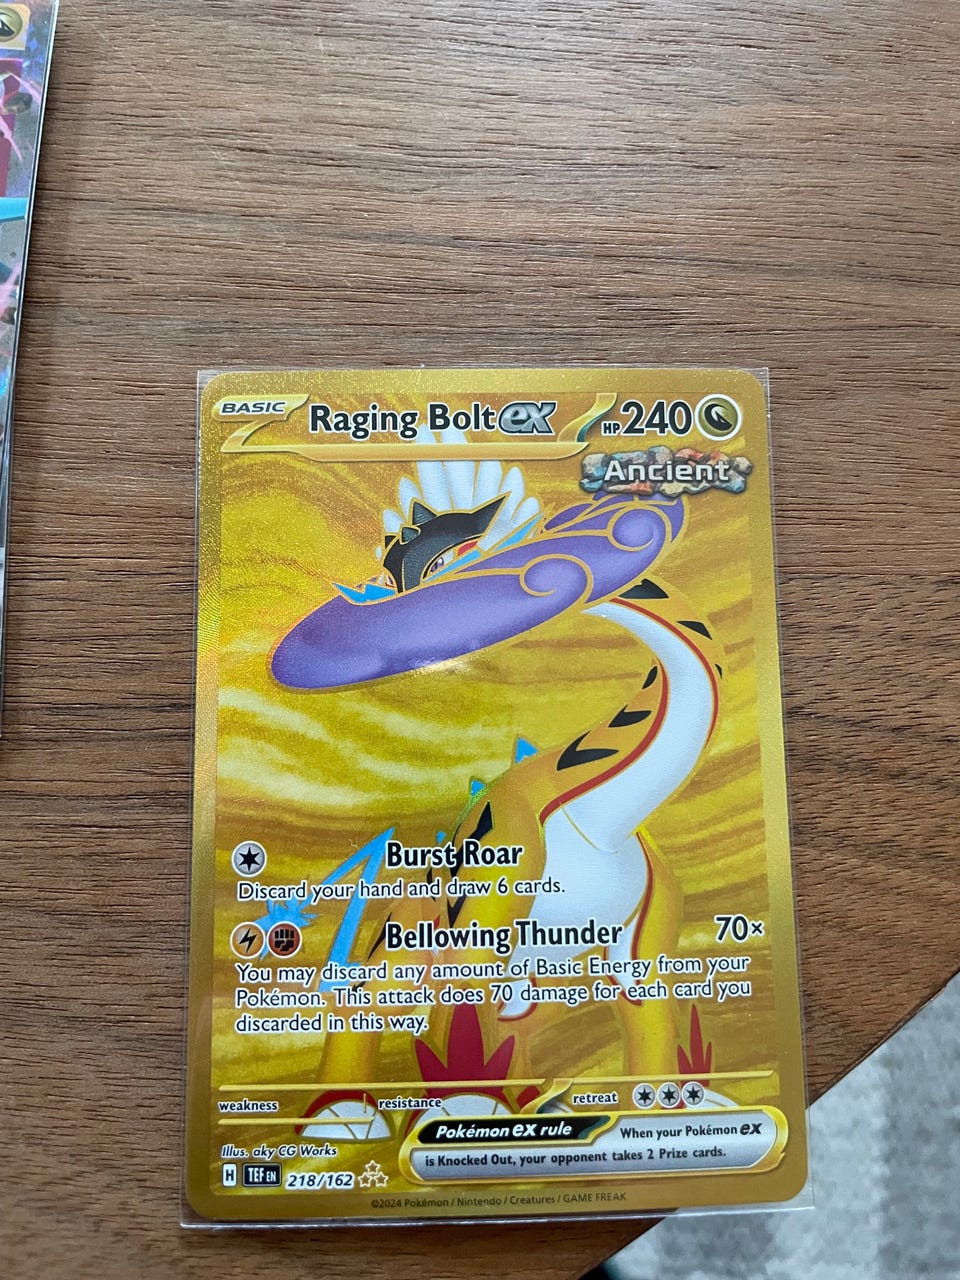 BASIC
Raging Bolt ex
HP 240
Ancient
Burst Roar
Discard your hand and draw 6 cards.
Bellowing Thunder 70×
You may discard any amount of Basic Energy from your
Pokémon. This attack does 70 damage for each card you
discarded in this way.
weakness resistance retreat
Pokémon ex rule When your Pokémon ex
is Knocked Out, your opponent takes 2 Prize cards.
Illus. aky CG Works
H TEF EN 218/162
©2024 Pokémon / Nintendo / Creatures / GAME FREAK